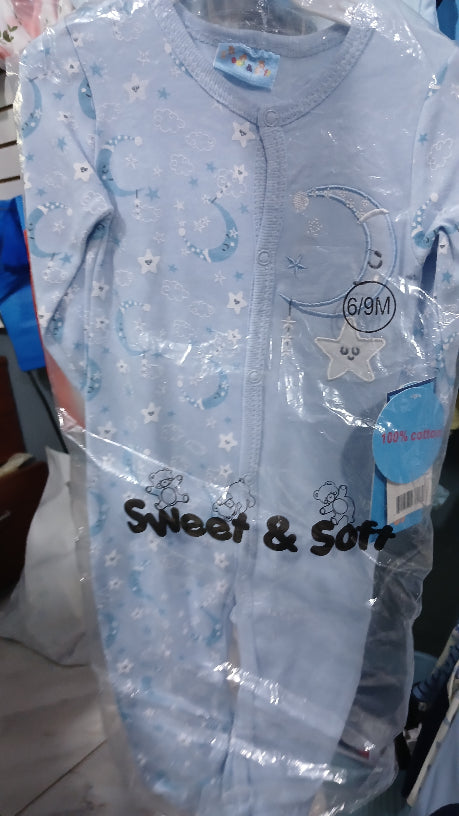 6/9M
100% cotton
Sweet & Soft